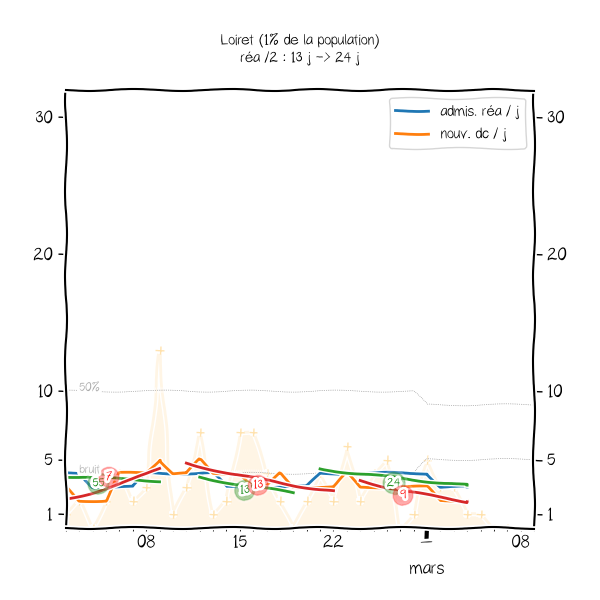 Loiret (1% de la population)
réa /2 : 13 j -> 24 j
admis. réa / j
nouv. dc / j
30 30
20 20
50%
10 10
5 5
bruit
55 7
13 13
24
9
1 1
08 15 22 1 08
mars